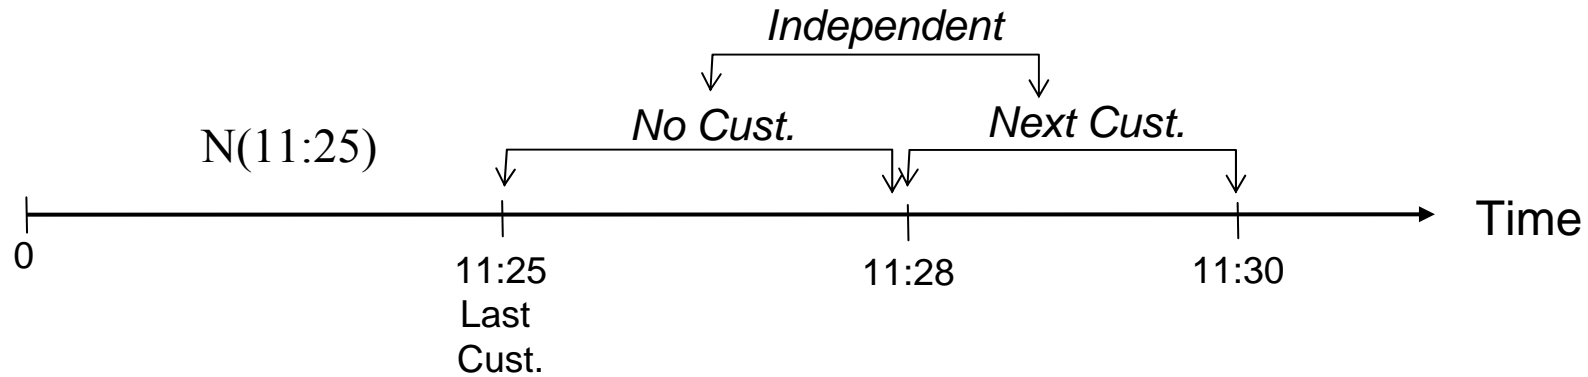 Independent
No Cust.
Next Cust.
N(11:25)
Time
0
11:25
Last
Cust.
11:28
11:30